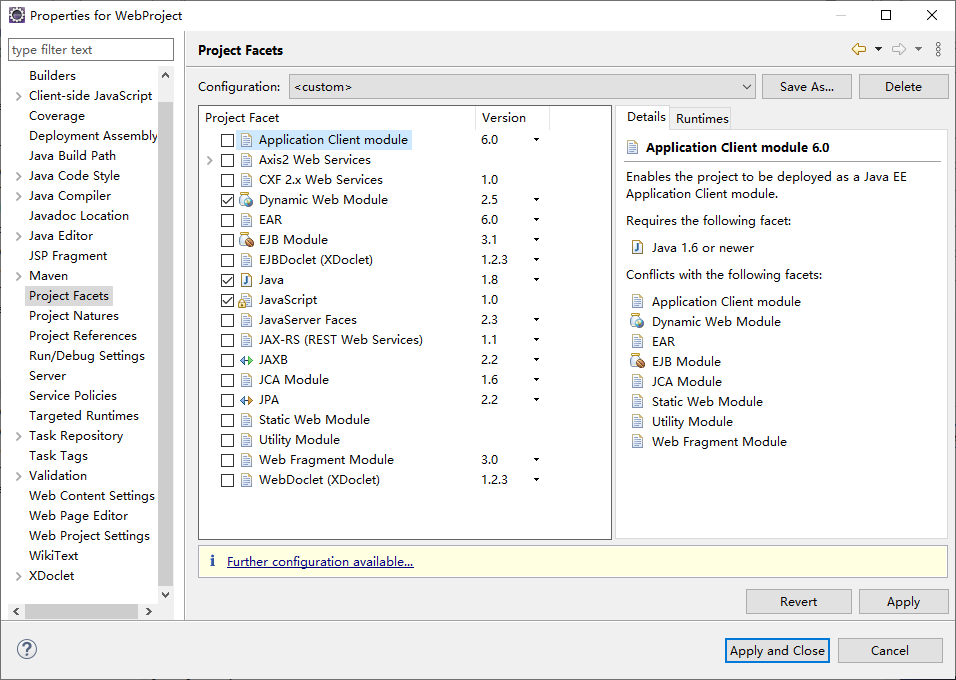 Properties for WebProject
type filter text
Builders
Client-side JavaScript
Coverage
Deployment Assembly
Java Build Path
Java Code Style
Java Compiler
Javadoc Location
Java Editor
JSP Fragment
Maven
Project Facets
Project Natures
Project References
Run/Debug Settings
Server
Service Policies
Targeted Runtimes
Task Repository
Task Tags
Validation
Web Content Settings
Web Page Editor
Web Project Settings
WikiText
XDoclet
Project Facets
Configuration: <custom> Save As... Delete
Project Facet Version
Application Client module 6.0
Axis2 Web Services
CXF 2.x Web Services 1.0
Dynamic Web Module 2.5
EAR 6.0
EJB Module 3.1
EJBDoclet (XDoclet) 1.2.3
Java 1.8
JavaScript 1.0
JavaServer Faces 2.3
JAX-RS (REST Web Services) 1.1
JAXB 2.2
JCA Module 1.6
JPA 2.2
Static Web Module
Utility Module
Web Fragment Module 3.0
WebDoclet (XDoclet) 1.2.3
Details Runtimes
Application Client module 6.0
Enables the project to be deployed as a Java EE
Application Client module.
Requires the following facet:
Java 1.6 or newer
Conflicts with the following facets:
Application Client module
Dynamic Web Module
EAR
EJB Module
JCA Module
Static Web Module
Utility Module
Web Fragment Module
i Further configuration available...
Revert Apply
? Apply and Close Cancel